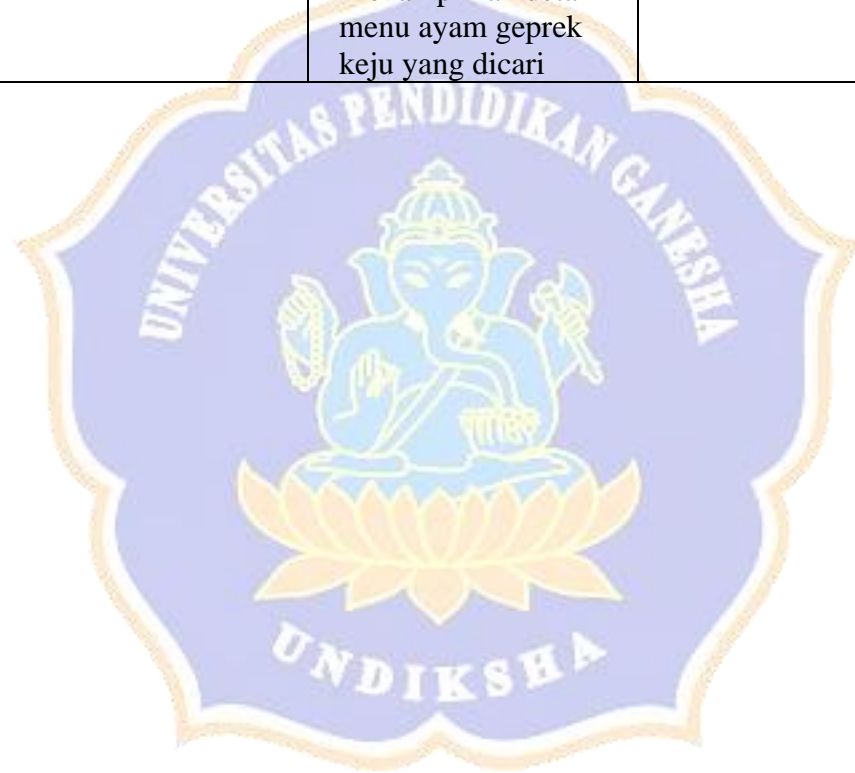 menu ayam geprek
keju yang dicari
UNIVERSITAS PENDIDIKAN GANESHA
UNDIKSHA